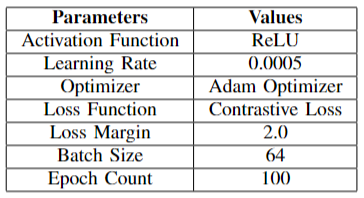 Parameters Values
Activation Function ReLU
Learning Rate 0.0005
Optimizer Adam Optimizer
Loss Function Contrastive Loss
Loss Margin 2.0
Batch Size 64
Epoch Count 100